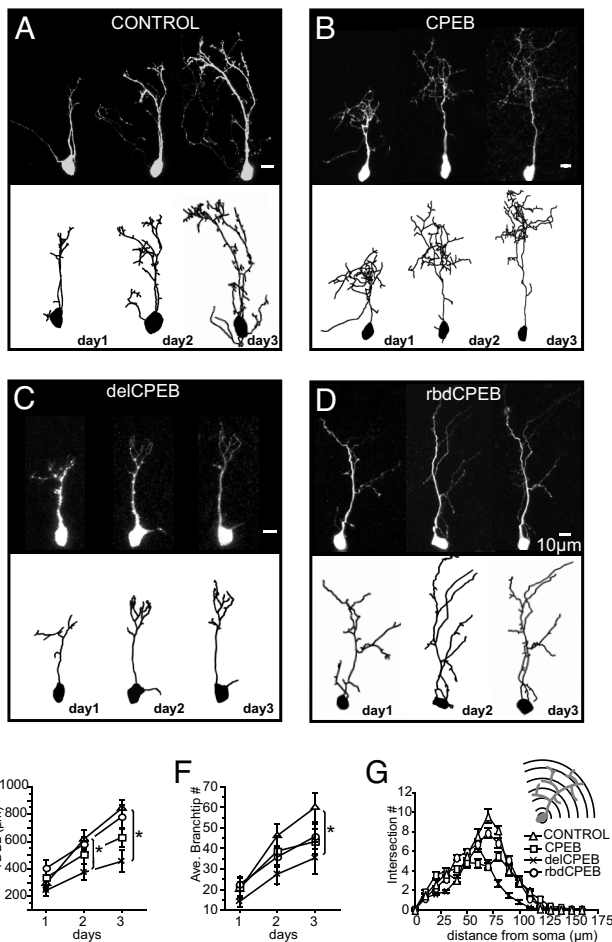 A CONTROL
day1 day2 day3
B CPEB
day1 day2 day3
C delCPEB
day1 day2 day3
D rbdCPEB
10μm
day1 day2 day3
1000
800
600
400
200
* *
1 2 3
days
F
Ave. Branchtip #
70
60
50
40
30
20
10
*
1 2 3
days
G
Intersection #
12
10
8
6
4
2
0
0 25 50 75 100 125 150 175
distance from soma (μm)
CONTROL
CPEB
delCPEB
rbdCPEB